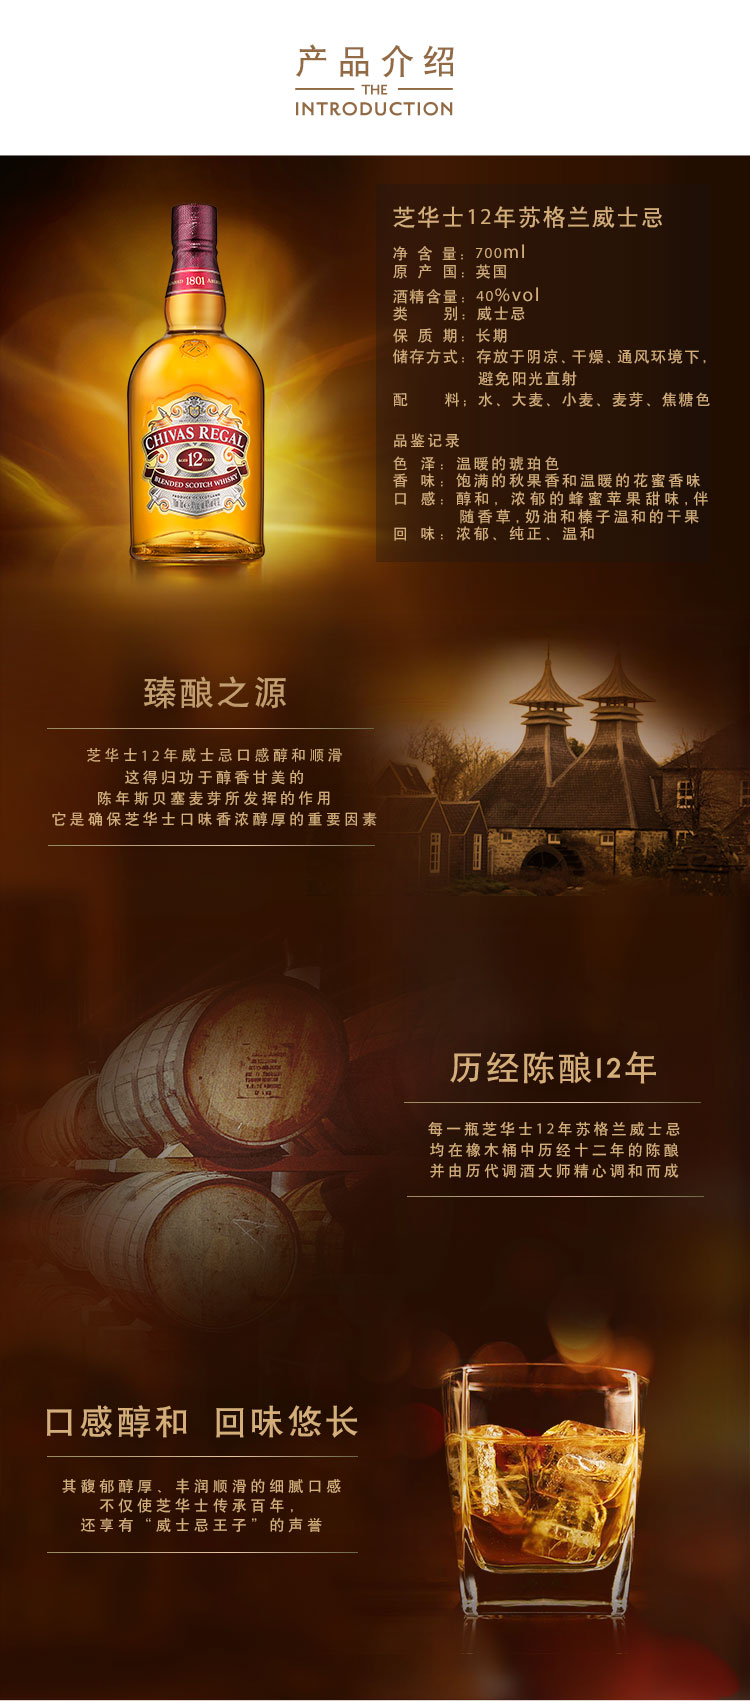 产品介绍
THE
INTRODUCTION
芝华士12年苏格兰威士忌
净含量：700ml
原产国：英国
酒精含量：40%vol
类别：威士忌
保质期：长期
储存方式：存放于阴凉、干燥、通风环境下，
避免阳光直射
配料：水、大麦、小麦、麦芽、焦糖色
品鉴记录
色泽：温暖的琥珀色
香味：饱满的秋果香和温暖的花蜜香味
口感：醇和，浓郁的蜂蜜苹果甜味，伴
随香草，奶油和榛子温和的干果
回味：浓郁、纯正、温和
1801
CHIVAS REGAL
AGED 12 YEARS
BLENDED SCOTCH WHISKY
PRODUCE OF SCOTLAND
臻酿之源
芝华士12年威士忌口感醇和顺滑
这得归功于醇香甘美的
陈年斯贝塞麦芽所发挥的作用
它是确保芝华士口味香浓醇厚的重要因素
历经陈酿12年
每一瓶芝华士12年苏格兰威士忌
均在橡木桶中历经十二年的陈酿
并由历代调酒大师精心调和而成
口感醇和 回味悠长
其馥郁醇厚、丰润顺滑的细腻口感
不仅使芝华士传承百年，
还享有“威士忌王子”的声誉